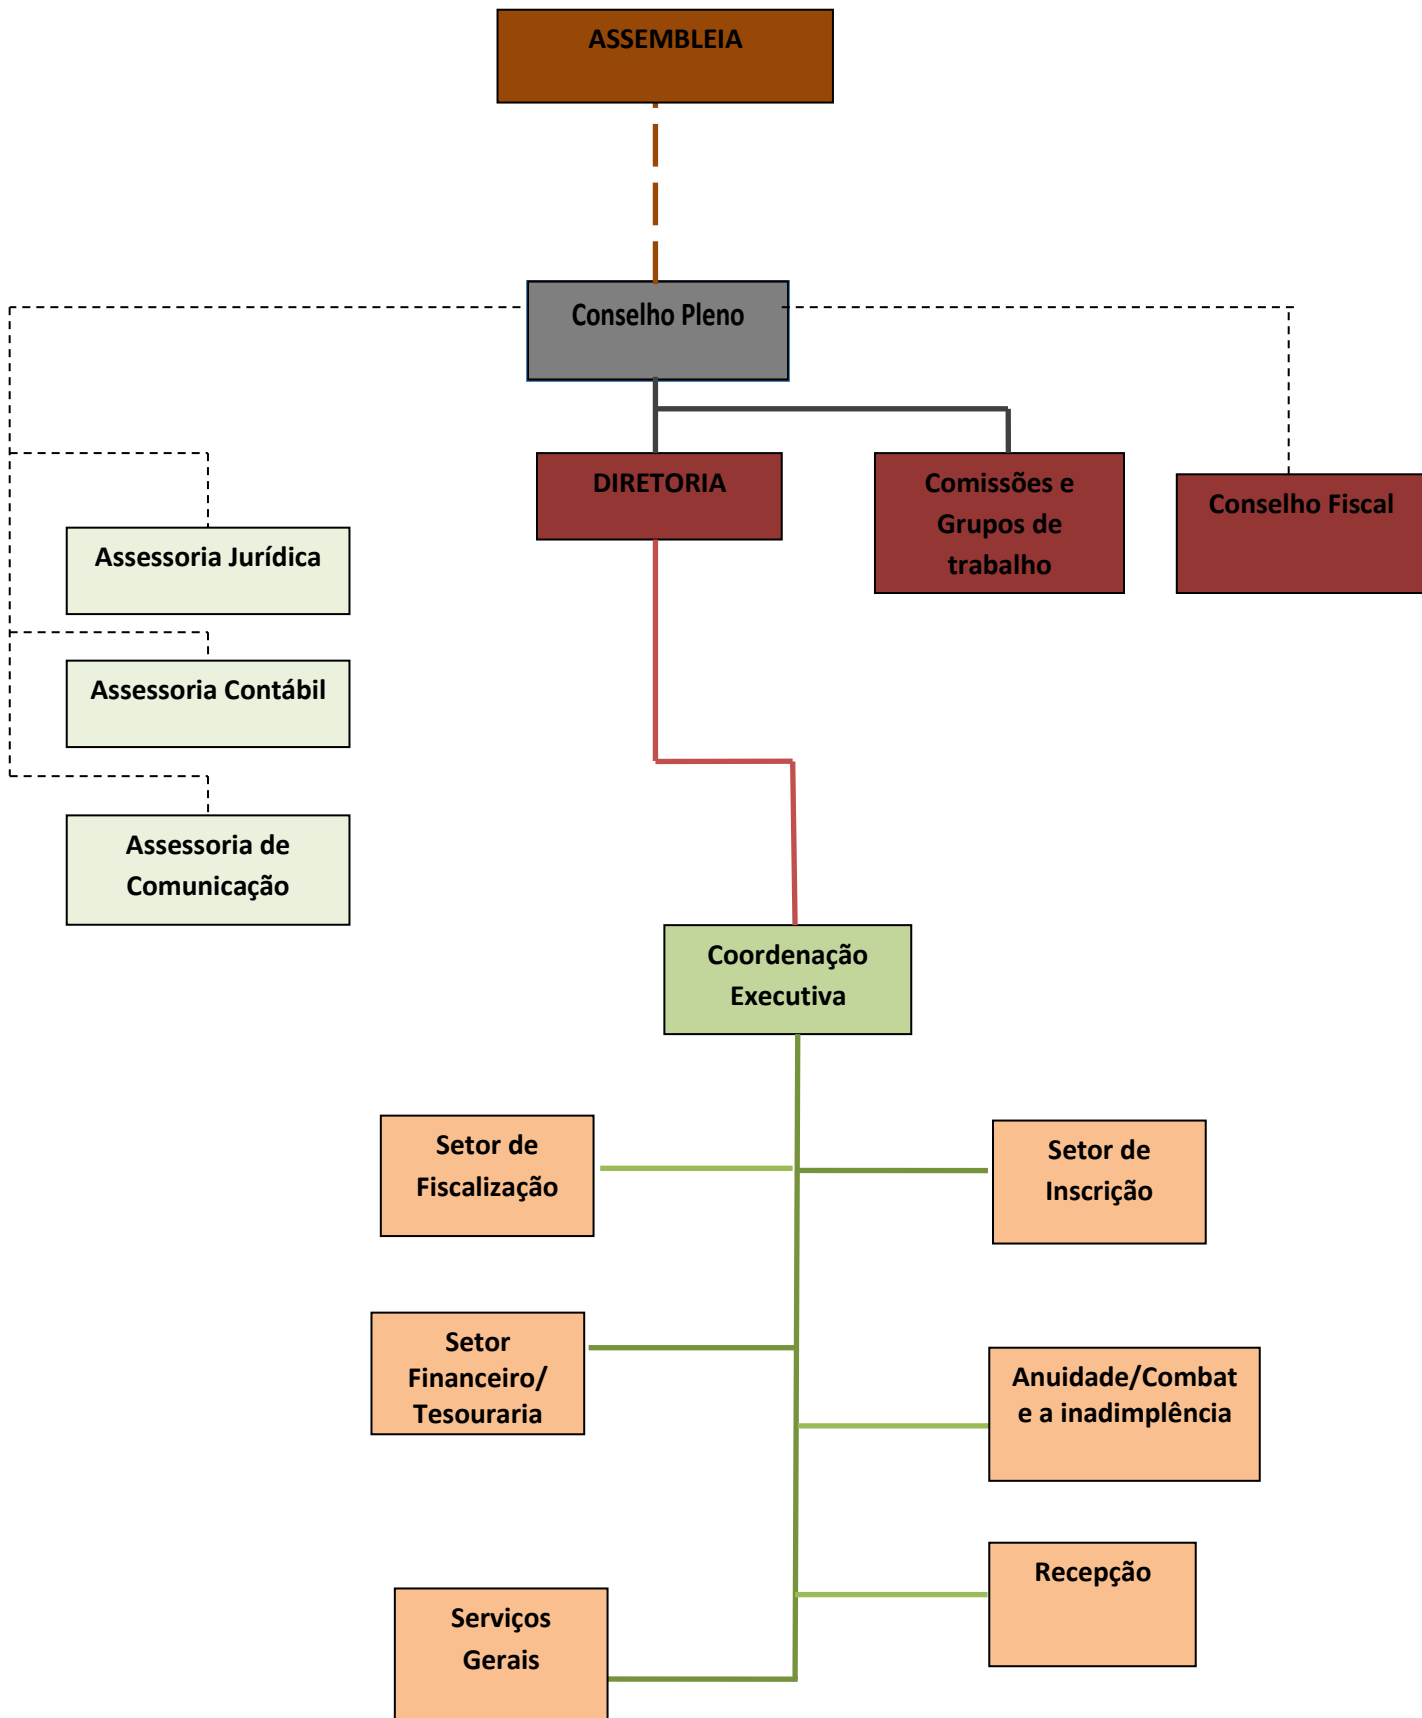 ASSEMBLEIA
Conselho Pleno
DIRETORIA
Comissões e
Grupos de
trabalho
Conselho Fiscal
Assessoria Jurídica
Assessoria Contábil
Assessoria de
Comunicação
Coordenação
Executiva
Setor de
Fiscalização
Setor de
Inscrição
Setor
Financeiro/
Tesouraria
Anuidade/Combat
e a inadimplência
Recepção
Serviços
Gerais